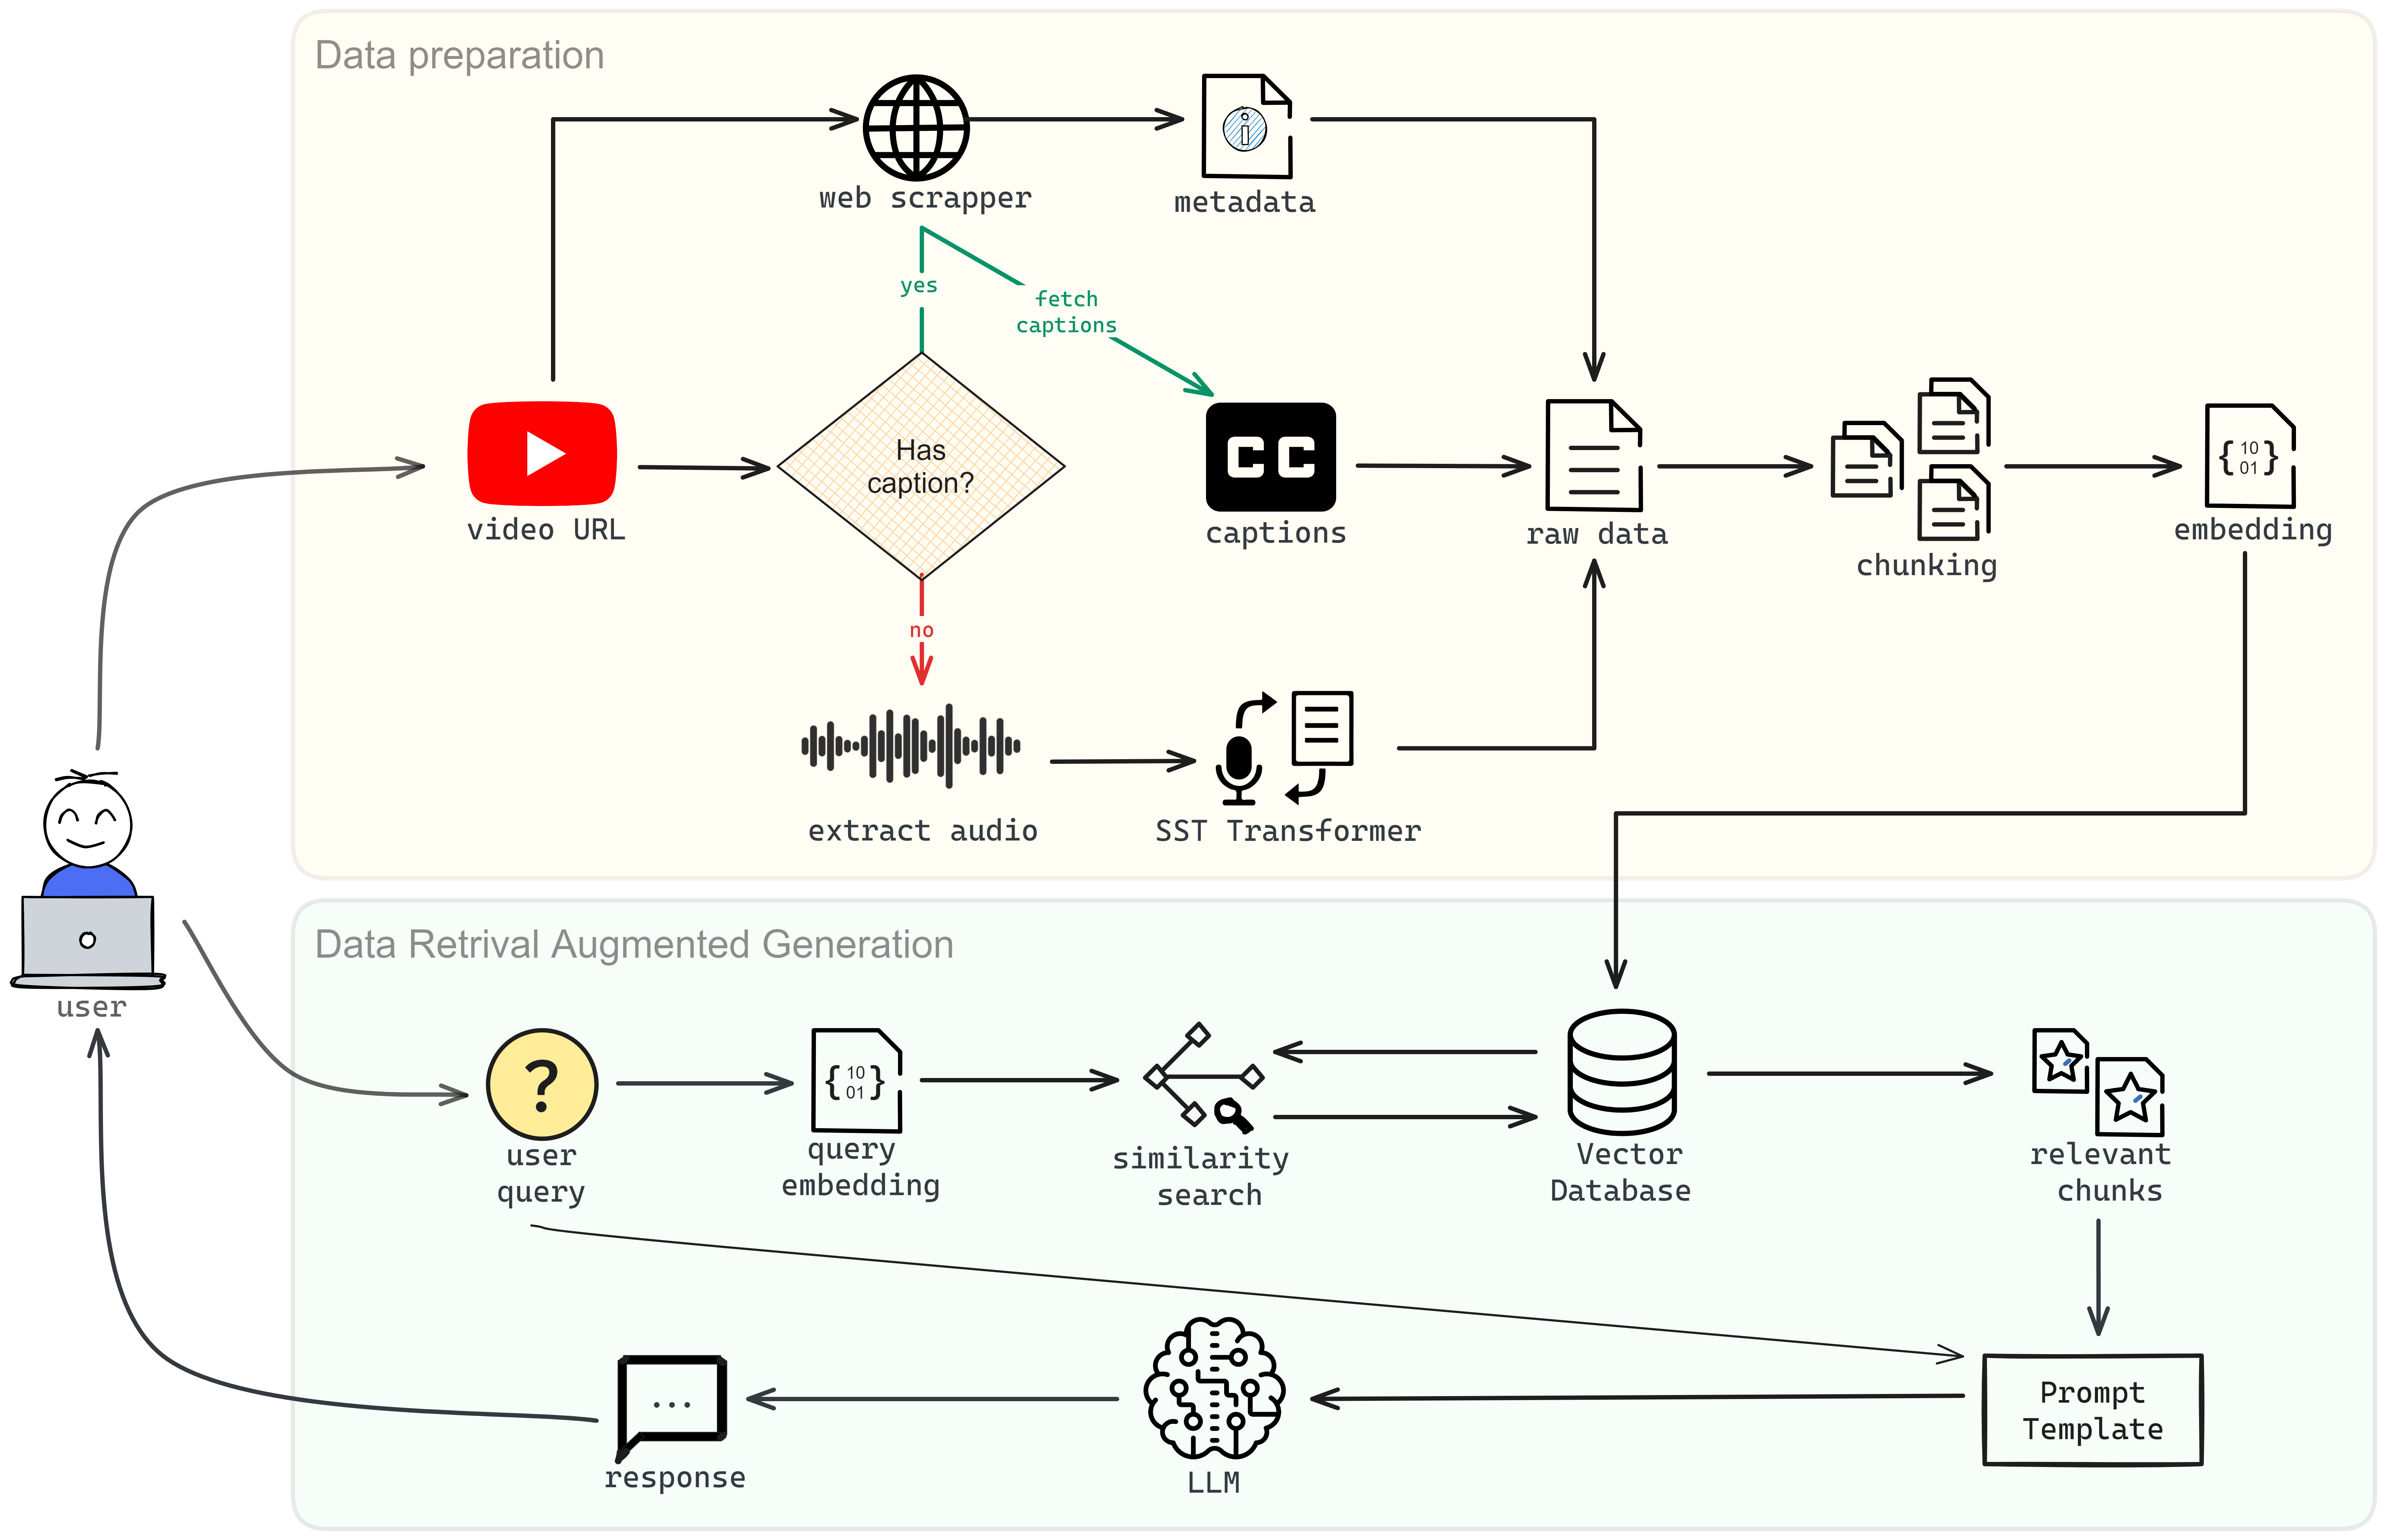 Data preparation
web scrapper
metadata
yes
fetch
captions
Has
caption?
video URL
CC
captions
raw data
chunking
{10
01}
embedding
no
extract audio
SST Transformer
user
Data Retrival Augmented Generation
?
user
query
{10
01}
query
embedding
similarity
search
Vector
Database
relevant
chunks
Prompt
Template
LLM
...
response